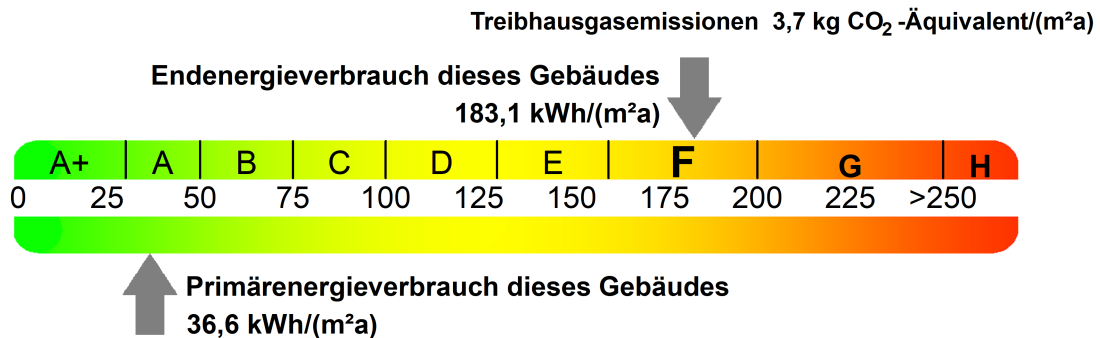 Treibhausgasemissionen 3,7 kg CO₂ -Äquivalent/(m²a)
Endenergieverbrauch dieses Gebäudes
183,1 kWh/(m²a)
A+ A B C D E F G H
0 25 50 75 100 125 150 175 200 225 >250
Primärenergieverbrauch dieses Gebäudes
36,6 kWh/(m²a)